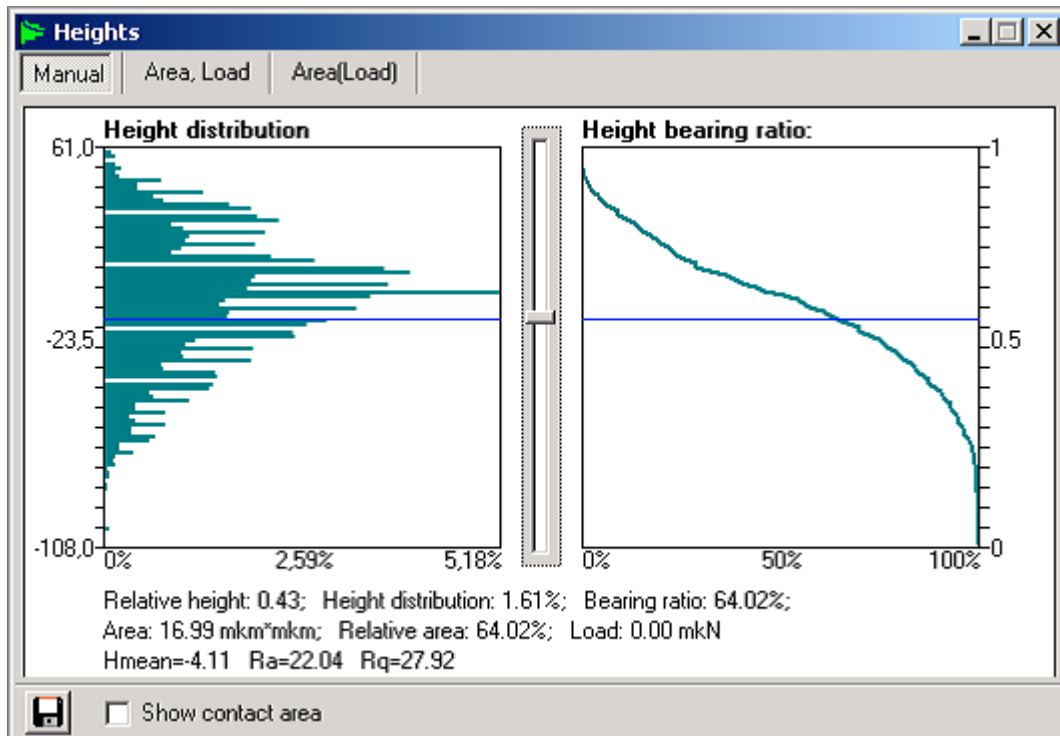 Heights
Manual Area, Load Area(Load)
Height distribution Height bearing ratio:
61,0 1
-23,5 0.5
-108,0 0
0% 2,59% 5,18% 0% 50% 100%
Relative height: 0.43; Height distribution: 1.61%; Bearing ratio: 64.02%;
Area: 16.99 mkm*mkm; Relative area: 64.02%; Load: 0.00 mkN
Hmean=-4.11 Ra=22.04 Rq=27.92
Show contact area